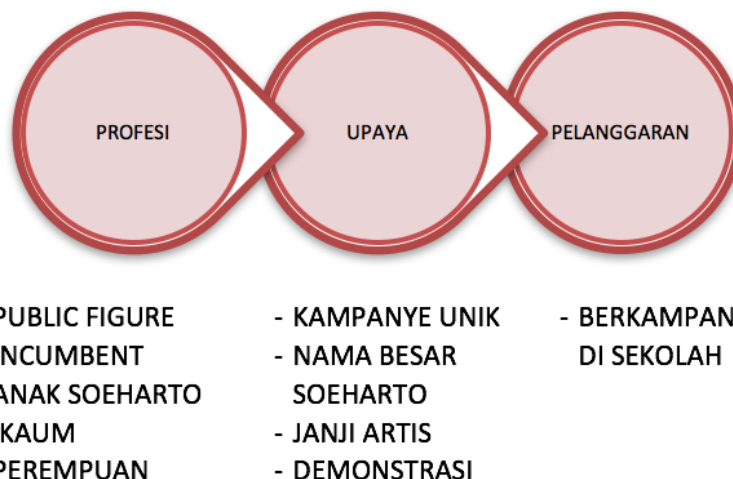 PROFESI
UPAYA
PELANGGARAN
PUBLIC FIGURE
INCUMBENT
ANAK SOEHARTO
KAUM
PEREMPUAN
- KAMPANYE UNIK
- NAMA BESAR
SOEHARTO
- JANJI ARTIS
- DEMONSTRASI
- BERKAMPAN
DI SEKOLAH